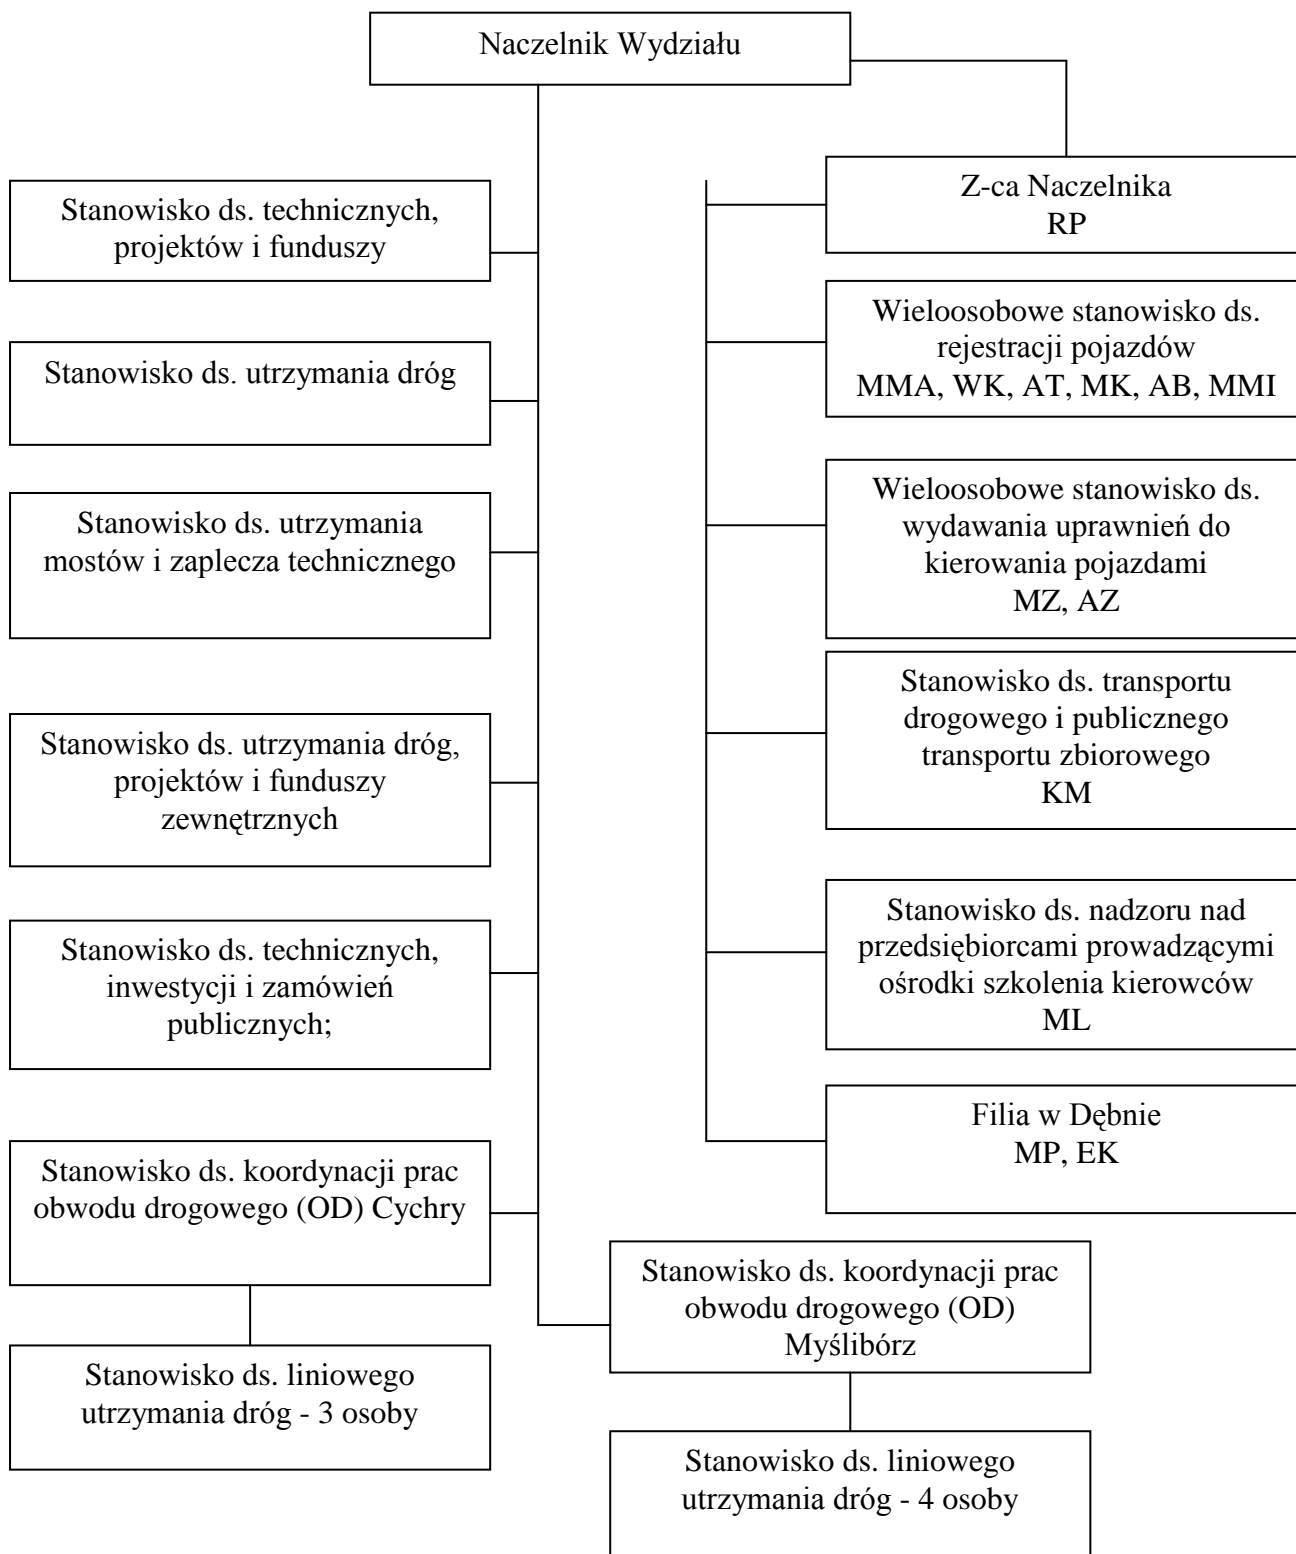 Naczelnik Wydziału
Stanowisko ds. technicznych,
projektów i funduszy
Stanowisko ds. utrzymania dróg
Stanowisko ds. utrzymania
mostów i zaplecza technicznego
Stanowisko ds. utrzymania dróg,
projektów i funduszy
zewnętrznych
Stanowisko ds. technicznych,
inwestycji i zamówień
publicznych;
Stanowisko ds. koordynacji prac
obwodu drogowego (OD) Cychry
Stanowisko ds. liniowego
utrzymania dróg - 3 osoby
Z-ca Naczelnika
RP
Wieloosobowe stanowisko ds.
rejestracji pojazdów
MMA, WK, AT, MK, AB, MMI
Wieloosobowe stanowisko ds.
wydawania uprawnień do
kierowania pojazdami
MZ, AZ
Stanowisko ds. transportu
drogowego i publicznego
transportu zbiorowego
KM
Stanowisko ds. nadzoru nad
przedsiębiorcami prowadzącymi
ośrodki szkolenia kierowców
ML
Filia w Dębnie
MP, EK
Stanowisko ds. koordynacji prac
obwodu drogowego (OD)
Myślibórz
Stanowisko ds. liniowego
utrzymania dróg - 4 osoby